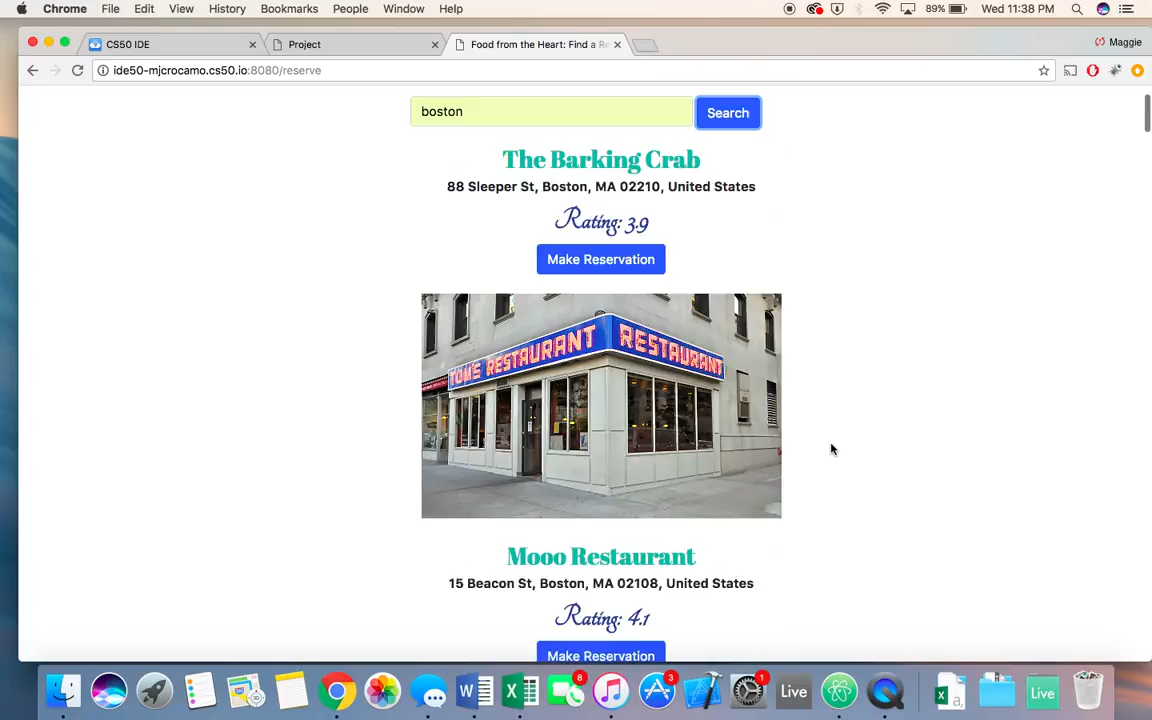 Chrome File Edit View History Bookmarks People Window Help 89% Wed 11:38 PM
CS50 IDE Project Food from the Heart: Find a Re Maggie
ide50-mjcrocamo.cs50.io:8080/reserve
boston Search
The Barking Crab
88 Sleeper St, Boston, MA 02210, United States
Rating: 3.9
Make Reservation
TOM'S RESTAURANT RESTAURANT
Mooo Restaurant
15 Beacon St, Boston, MA 02108, United States
Rating: 4.1
Make Reservation
8 3 1
W X Live X a, Live